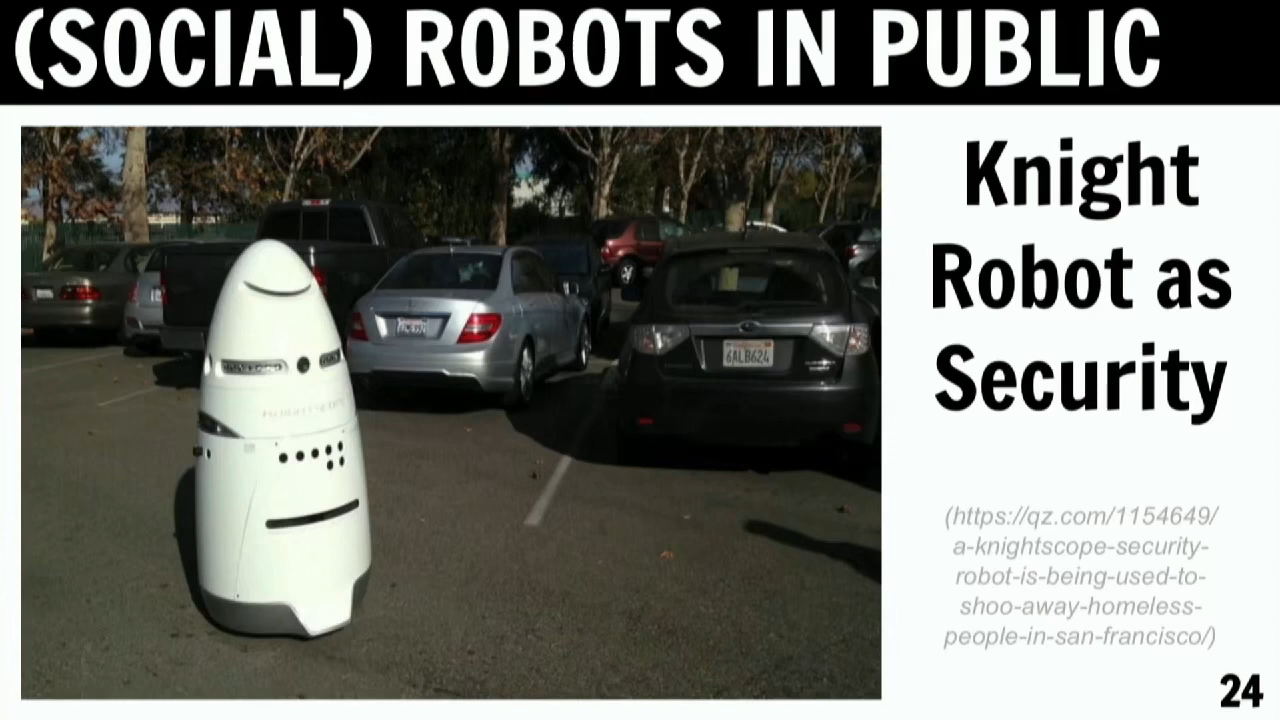 (SOCIAL) ROBOTS IN PUBLIC
Knight
Robot as
Security
6ALB624
(https://qz.com/1154649/
a-knightscope-security-
robot-is-being-used-to-
shoo-away-homeless-
people-in-san-francisco/)
24